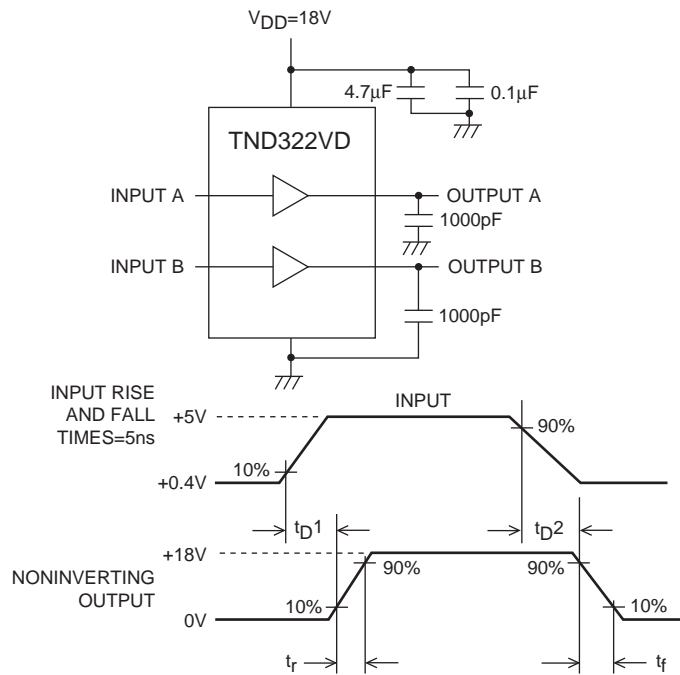 VDD=18V
4.7μF
0.1μF
TND322VD
INPUT A
OUTPUT A
1000pF
INPUT B
OUTPUT B
1000pF
INPUT RISE
AND FALL
TIMES=5ns
+5V
INPUT
90%
10%
+0.4V
tD1
tD2
+18V
NONINVERTING
OUTPUT
90%
90%
10%
10%
0V
tr
tf